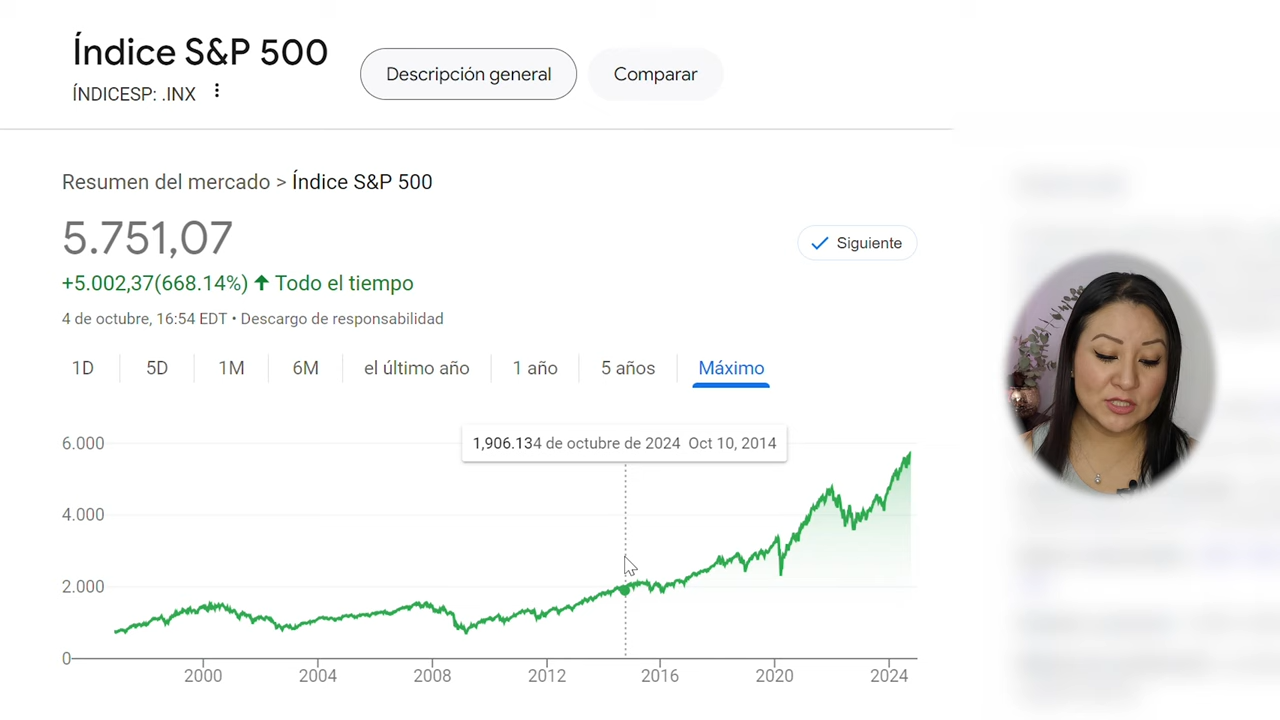 Índice S&P 500
ÍNDICESP: .INX
Descripción general
Comparar
Resumen del mercado > Índice S&P 500
5.751,07
+5.002,37(668.14%) ↑ Todo el tiempo
4 de octubre, 16:54 EDT • Descargo de responsabilidad
Siguiente
1D 5D 1M 6M el último año 1 año 5 años Máximo
1,906.134 de octubre de 2024 Oct 10, 2014
6.000
4.000
2.000
0
2000 2004 2008 2012 2016 2020 2024